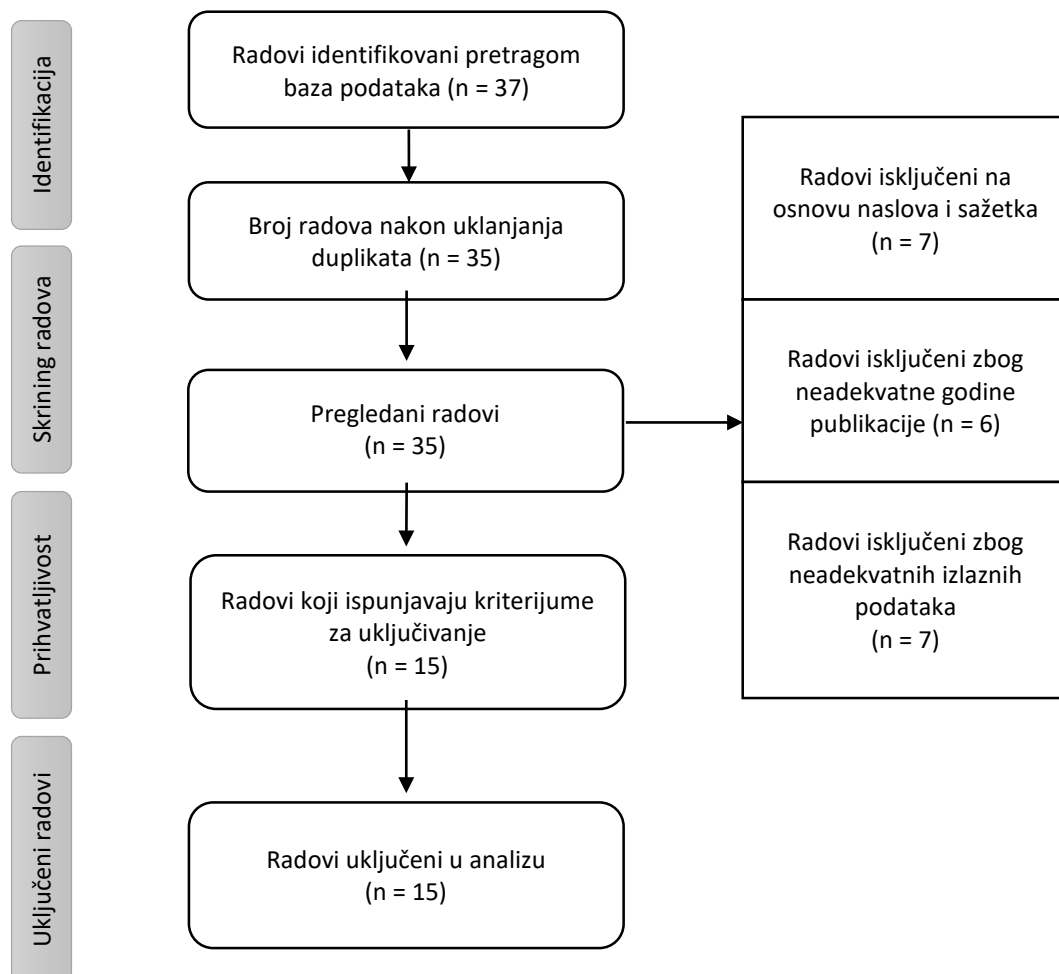 Identifikacija
Radovi identifikovani pretragom
baza podataka (n = 37)
Broj radova nakon uklanjanja
duplikata (n = 35)
Skrining radova
Pregledani radovi
(n = 35)
Radovi isključeni na
osnovu naslova i sažetka
(n = 7)
Radovi isključeni zbog
neadekvatne godine
publikacije (n = 6)
Radovi isključeni zbog
neadekvatnih izlaznih
podataka
(n = 7)
Prihvatljivost
Radovi koji ispunjavaju kriterijume
za uključivanje
(n = 15)
Uključeni radovi
Radovi uključeni u analizu
(n = 15)